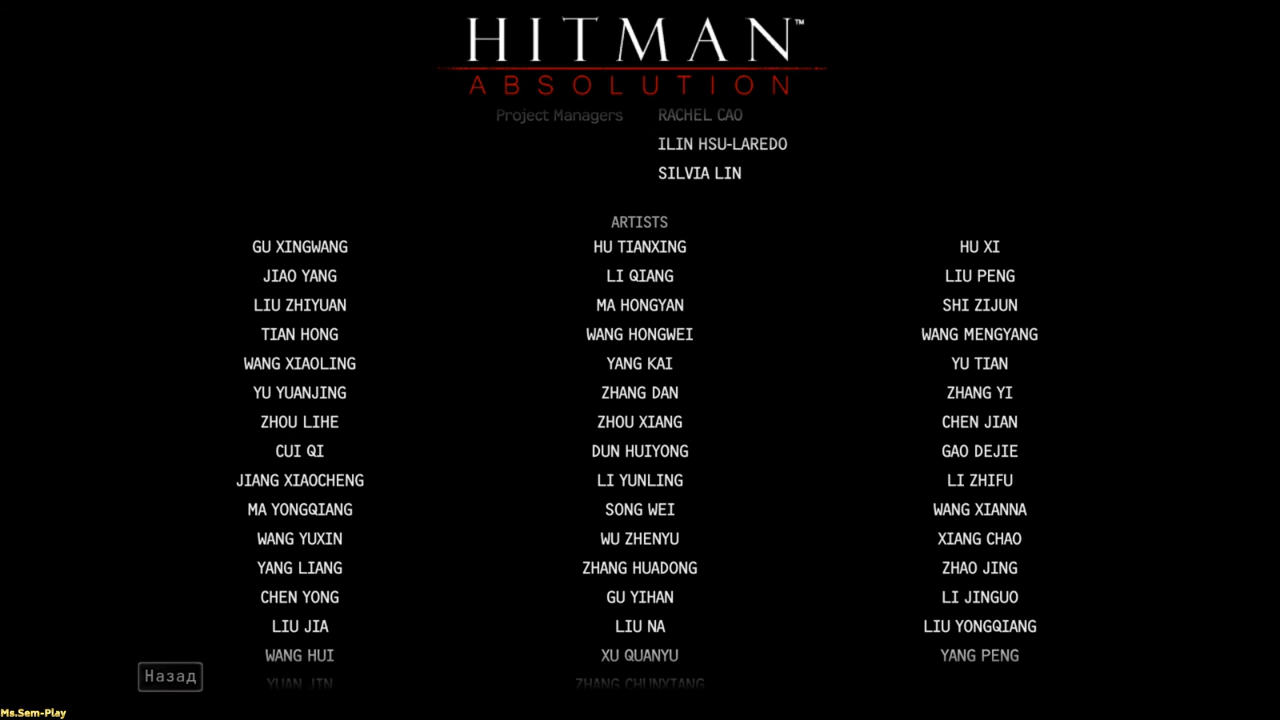 HITMAN™
ABSOLUTION
Project Managers RACHEL CAO
ILIN HSU-LAREDO
SILVIA LIN
ARTISTS
GU XINGWANG HU TIANXING HU XI
JIAO YANG LI QIANG LIU PENG
LIU ZHIYUAN MA HONGYAN SHI ZIJUN
TIAN HONG WANG HONGWEI WANG MENGYANG
WANG XIAOLING YANG KAI YU TIAN
YU YUANJING ZHANG DAN ZHANG YI
ZHOU LIHE ZHOU XIANG CHEN JIAN
CUI QI DUN HUIYONG GAO DEJIE
JIANG XIAOCHENG LI YUNLING LI ZHIFU
MA YONGQIANG SONG WEI WANG XIANNA
WANG YUXIN WU ZHENYU XIANG CHAO
YANG LIANG ZHANG HUADONG ZHAO JING
CHEN YONG GU YIHAN LI JINGUO
LIU JIA LIU NA LIU YONGQIANG
WANG HUI XU QUANYU YANG PENG
YUAN JIN ZHANG CHUNXIANG
Назад
Ms.Sem-Play